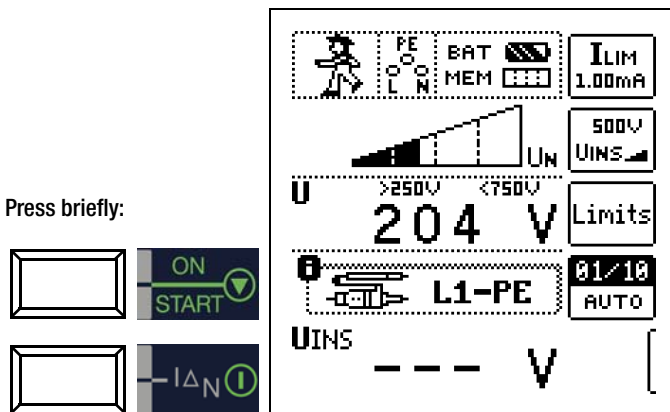 Press briefly:
ON
START
IΔN
PE
L N
BAT
MEM
ILIM
1.00mA
UN
500V
UINS
U >250V <750V
204 V
Limits
L1-PE
01/10
AUTO
UINS
--- V